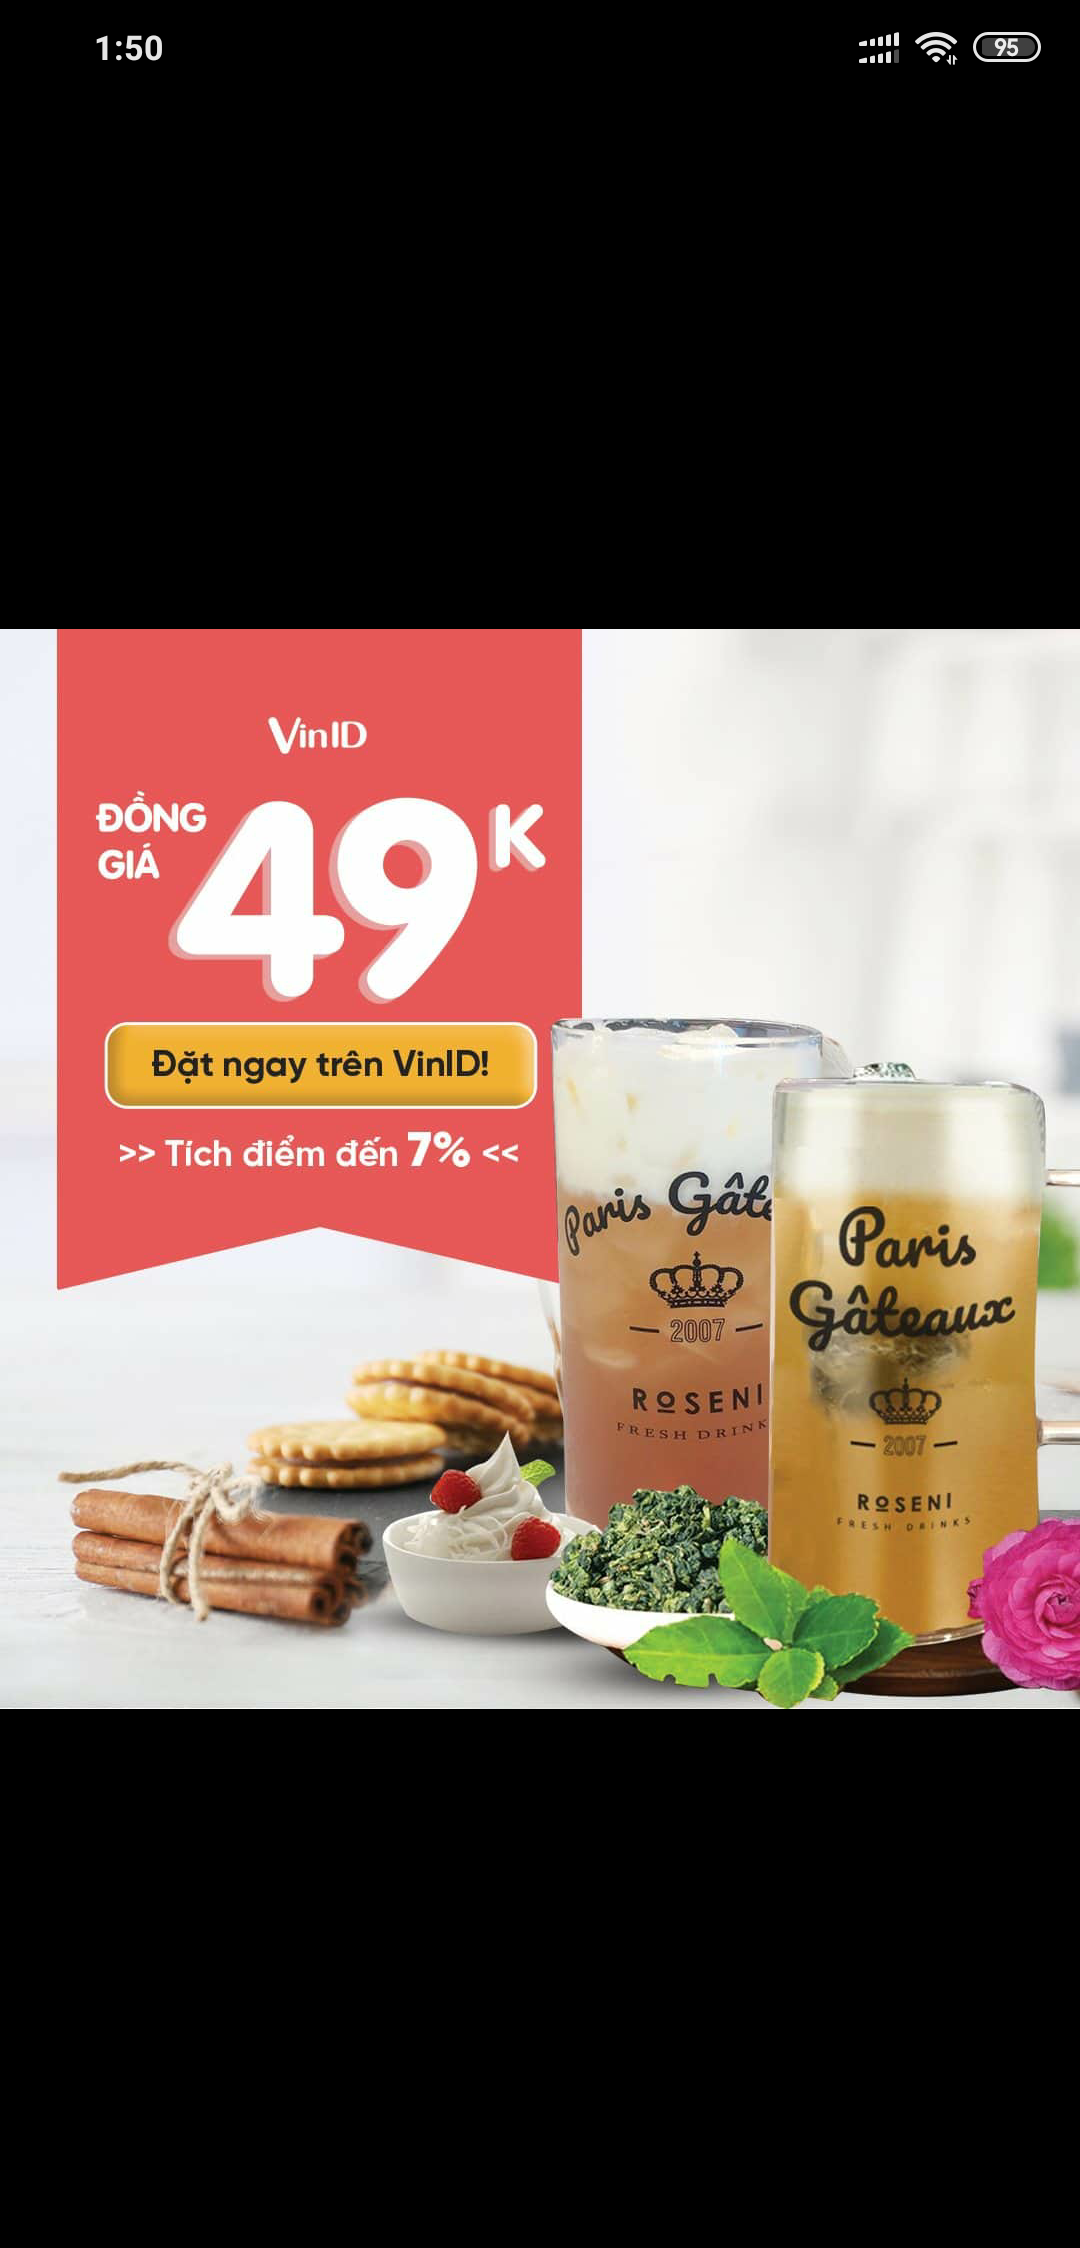 1:50
95
VinID
ĐỒNG
GIÁ
49K
Đặt ngay trên VinID!
>> Tích điểm đến 7% <<
Paris Gâte
2007
ROSENI
FRESH DRINK
Paris
Gâteaux
2007
ROSENI
FRESH DRINKS